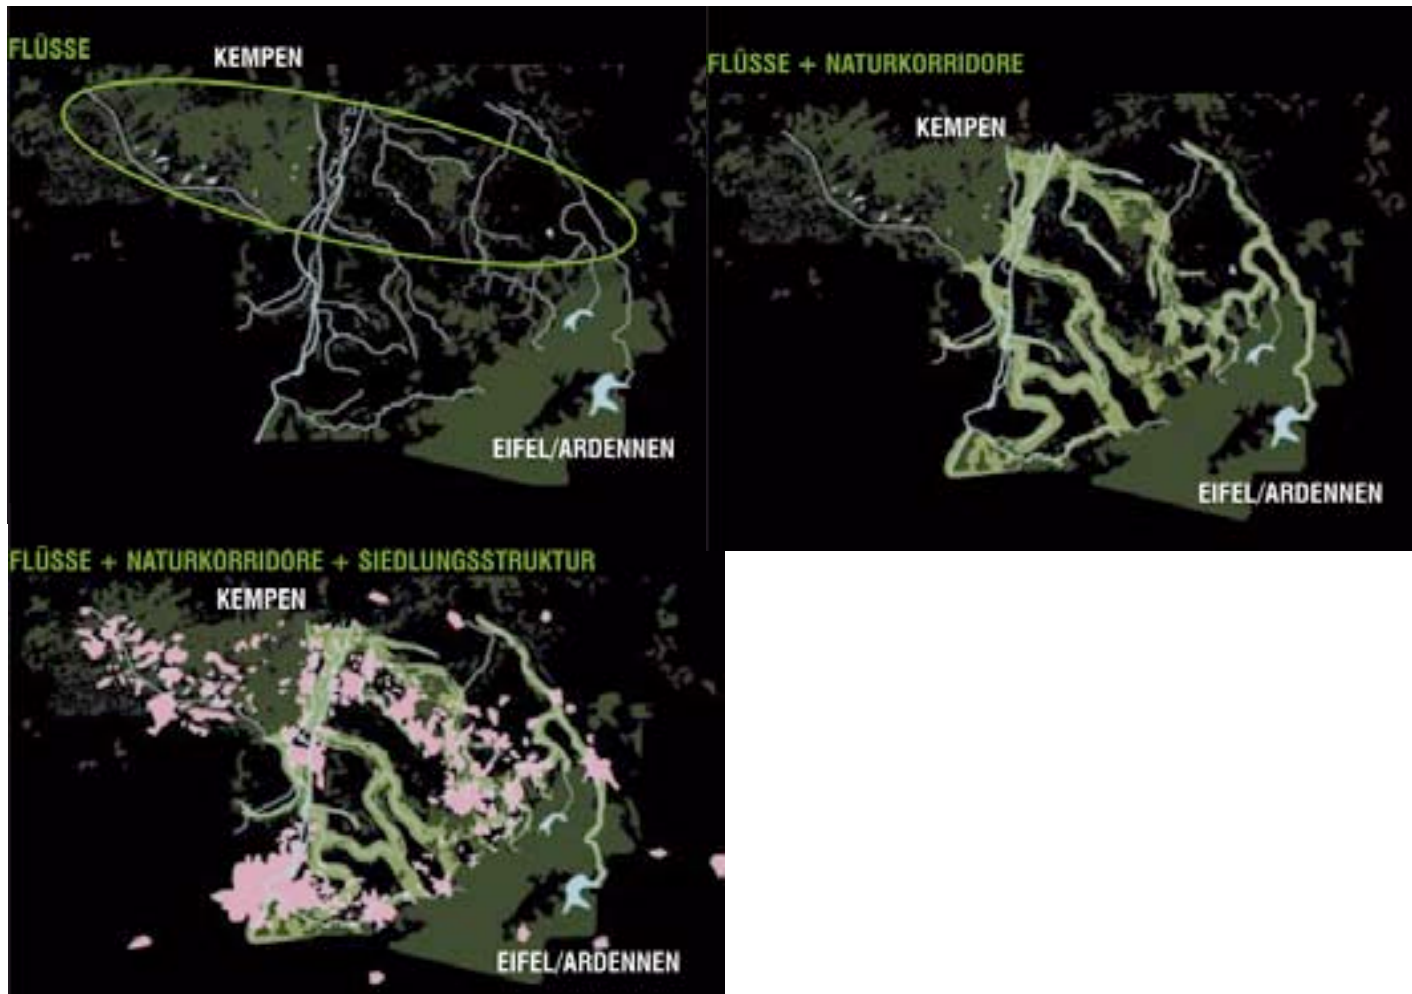 FLÜSSE
KEMPEN
EIFEL/ARDENNEN
FLÜSSE + NATURKORRIDORE
KEMPEN
EIFEL/ARDENNEN
FLÜSSE + NATURKORRIDORE + SIEDLUNGSSTRUKTUR
KEMPEN
EIFEL/ARDENNEN